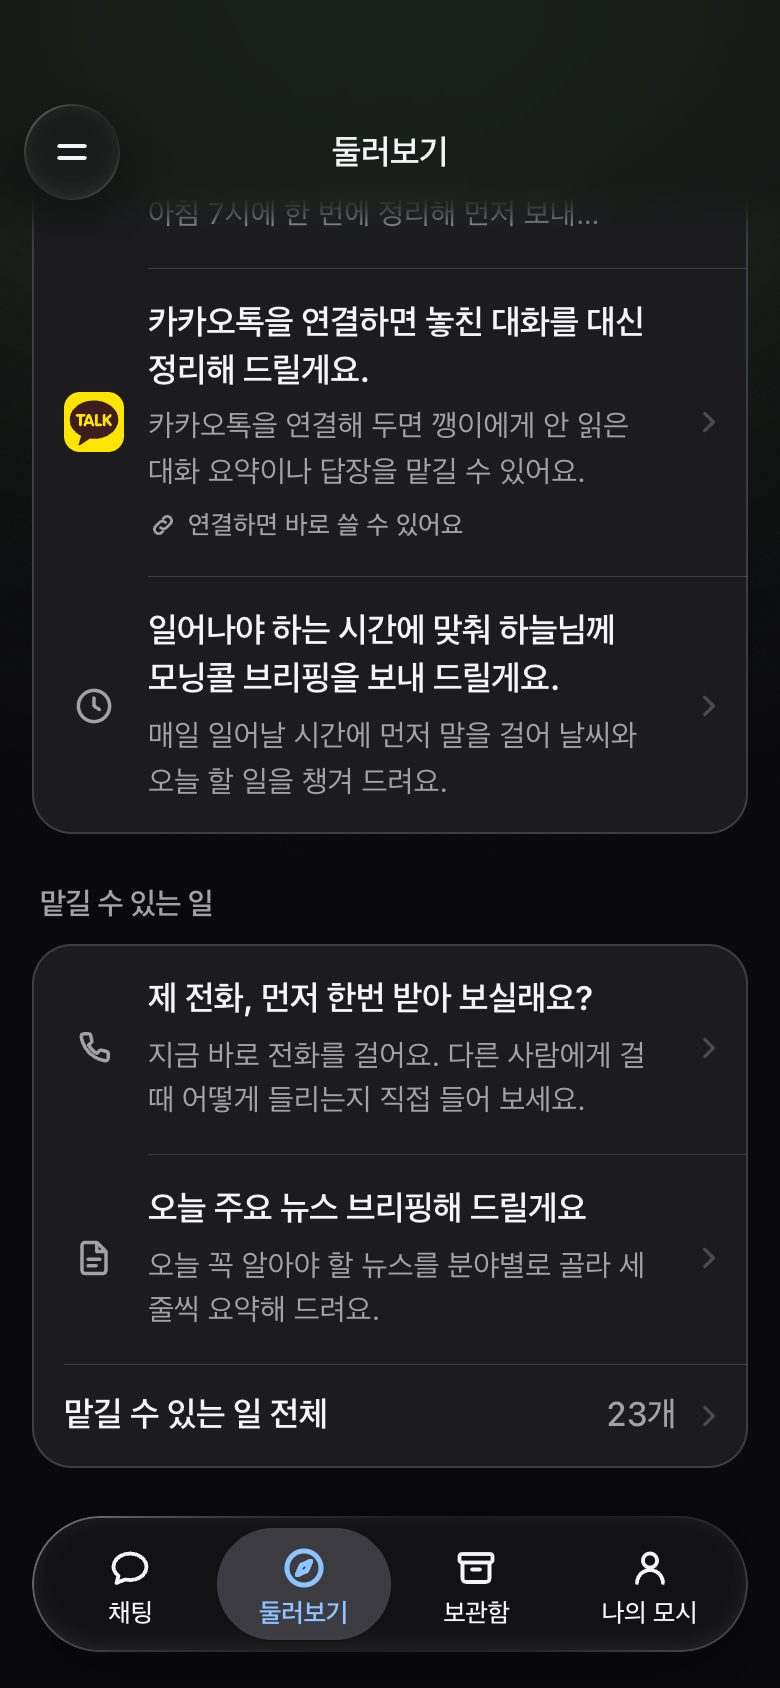 둘러보기
아침 7시에 한 번에 정리해 먼저 보내...
카카오톡을 연결하면 놓친 대화를 대신
정리해 드릴게요.
TALK
카카오톡을 연결해 두면 깽이에게 안 읽은
대화 요약이나 답장을 맡길 수 있어요.
연결하면 바로 쓸 수 있어요
일어나야 하는 시간에 맞춰 하늘님께
모닝콜 브리핑을 보내 드릴게요.
매일 일어날 시간에 먼저 말을 걸어 날씨와
오늘 할 일을 챙겨 드려요.
맡길 수 있는 일
제 전화, 먼저 한번 받아 보실래요?
지금 바로 전화를 걸어요. 다른 사람에게 걸
때 어떻게 들리는지 직접 들어 보세요.
오늘 주요 뉴스 브리핑해 드릴게요
오늘 꼭 알아야 할 뉴스를 분야별로 골라 세
줄씩 요약해 드려요.
맡길 수 있는 일 전체 23개
채팅 둘러보기 보관함 나의 모시